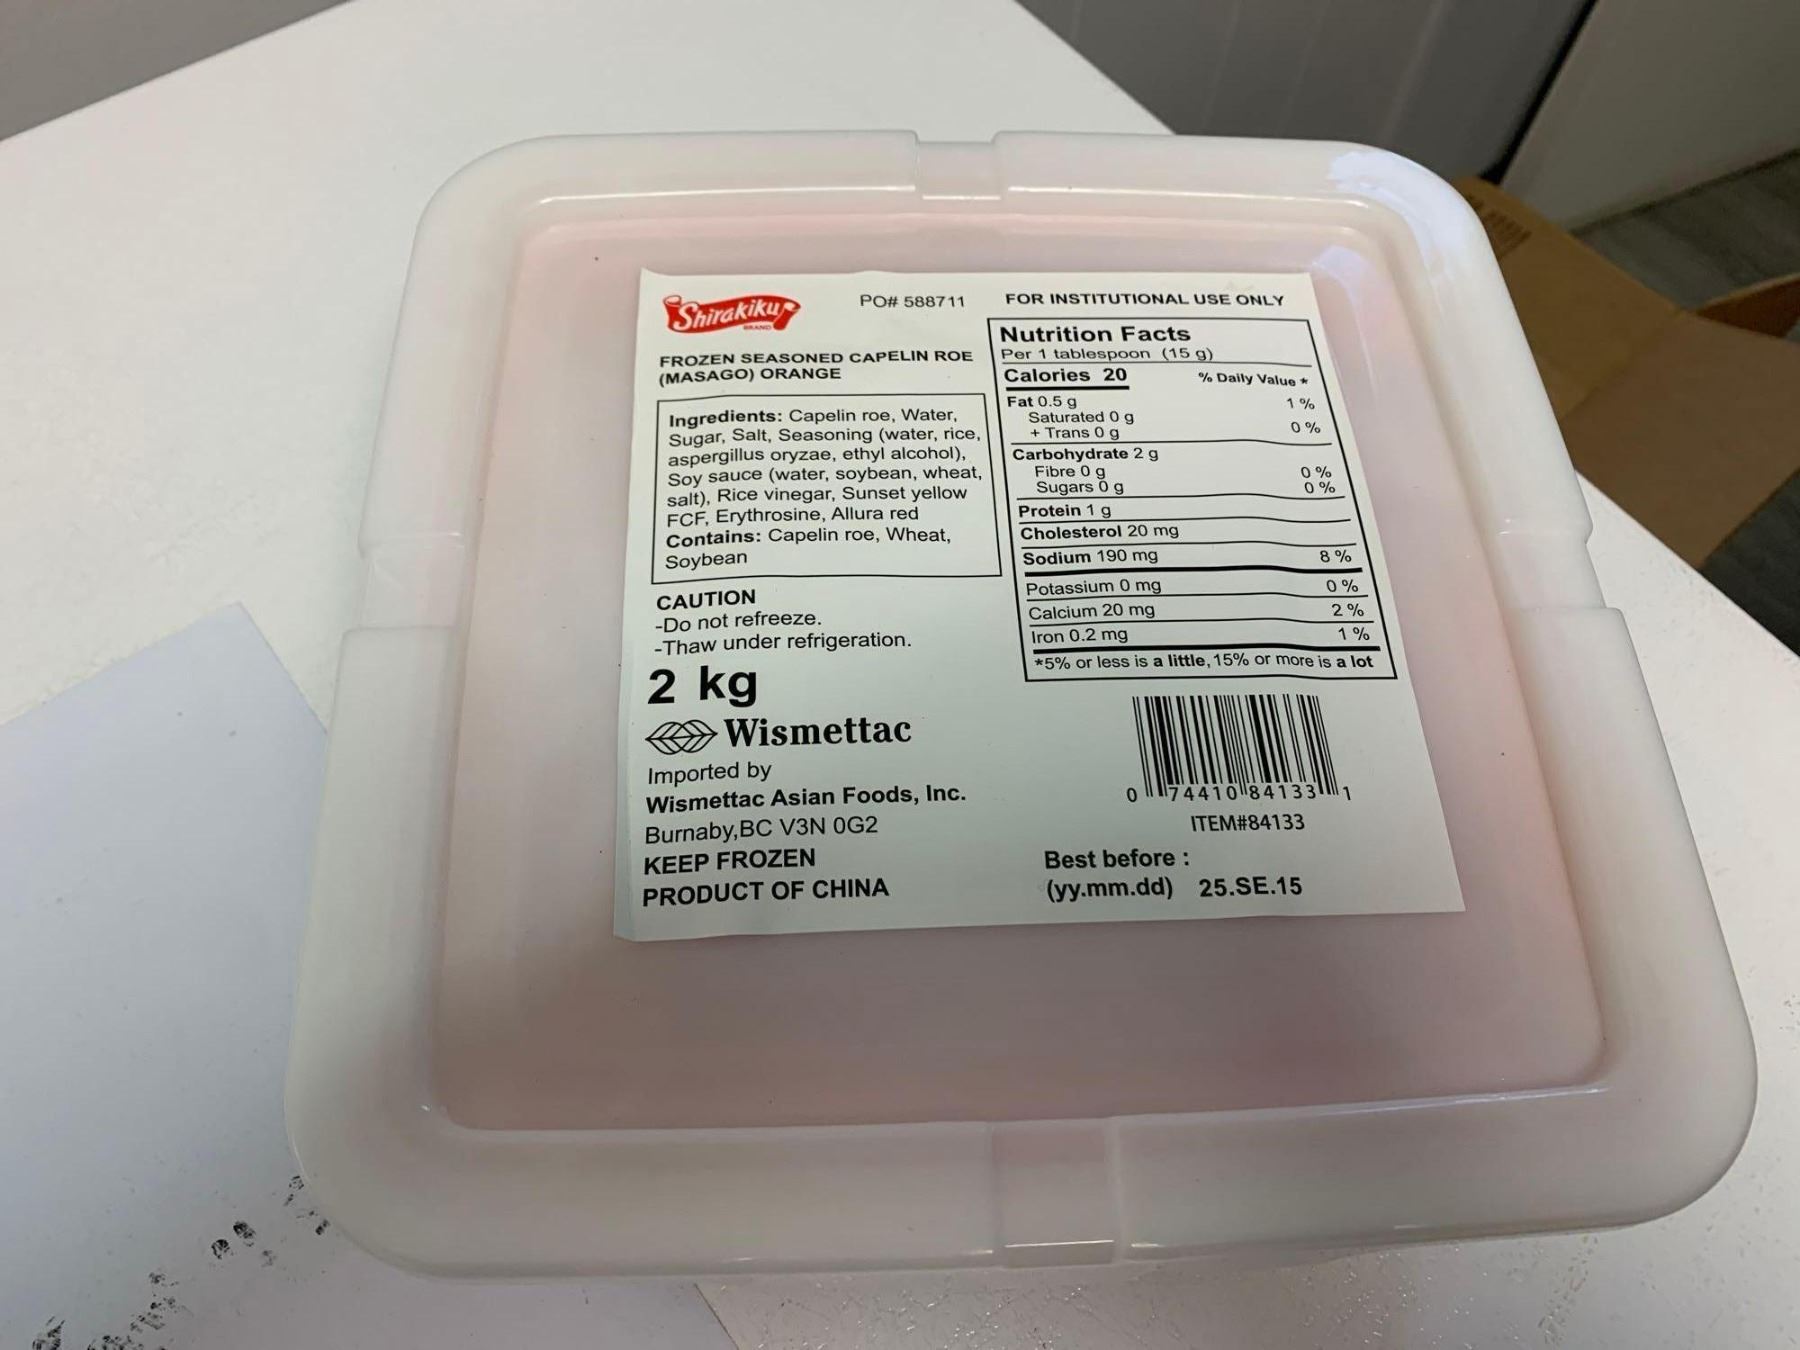 Shirakiku
BRAND
PO# 588711
FOR INSTITUTIONAL USE ONLY
FROZEN SEASONED CAPELIN ROE
(MASAGO) ORANGE
Ingredients: Capelin roe, Water,
Sugar, Salt, Seasoning (water, rice,
aspergillus oryzae, ethyl alcohol),
Soy sauce (water, soybean, wheat,
salt), Rice vinegar, Sunset yellow
FCF, Erythrosine, Allura red
Contains: Capelin roe, Wheat,
Soybean
CAUTION
-Do not refreeze.
-Thaw under refrigeration.
2 kg
Wismettac
Imported by
Wismettac Asian Foods, Inc.
Burnaby,BC V3N 0G2
KEEP FROZEN
PRODUCT OF CHINA
Nutrition Facts
Per 1 tablespoon (15 g)
Calories 20
% Daily Value *
Fat 0.5 g 1 %
Saturated 0 g
+ Trans 0 g 0 %
Carbohydrate 2 g
Fibre 0 g 0 %
Sugars 0 g 0 %
Protein 1 g
Cholesterol 20 mg
Sodium 190 mg 8 %
Potassium 0 mg 0 %
Calcium 20 mg 2 %
Iron 0.2 mg 1 %
*5% or less is a little, 15% or more is a lot
0 74410 84133 1
ITEM#84133
Best before :
(yy.mm.dd) 25.SE.15